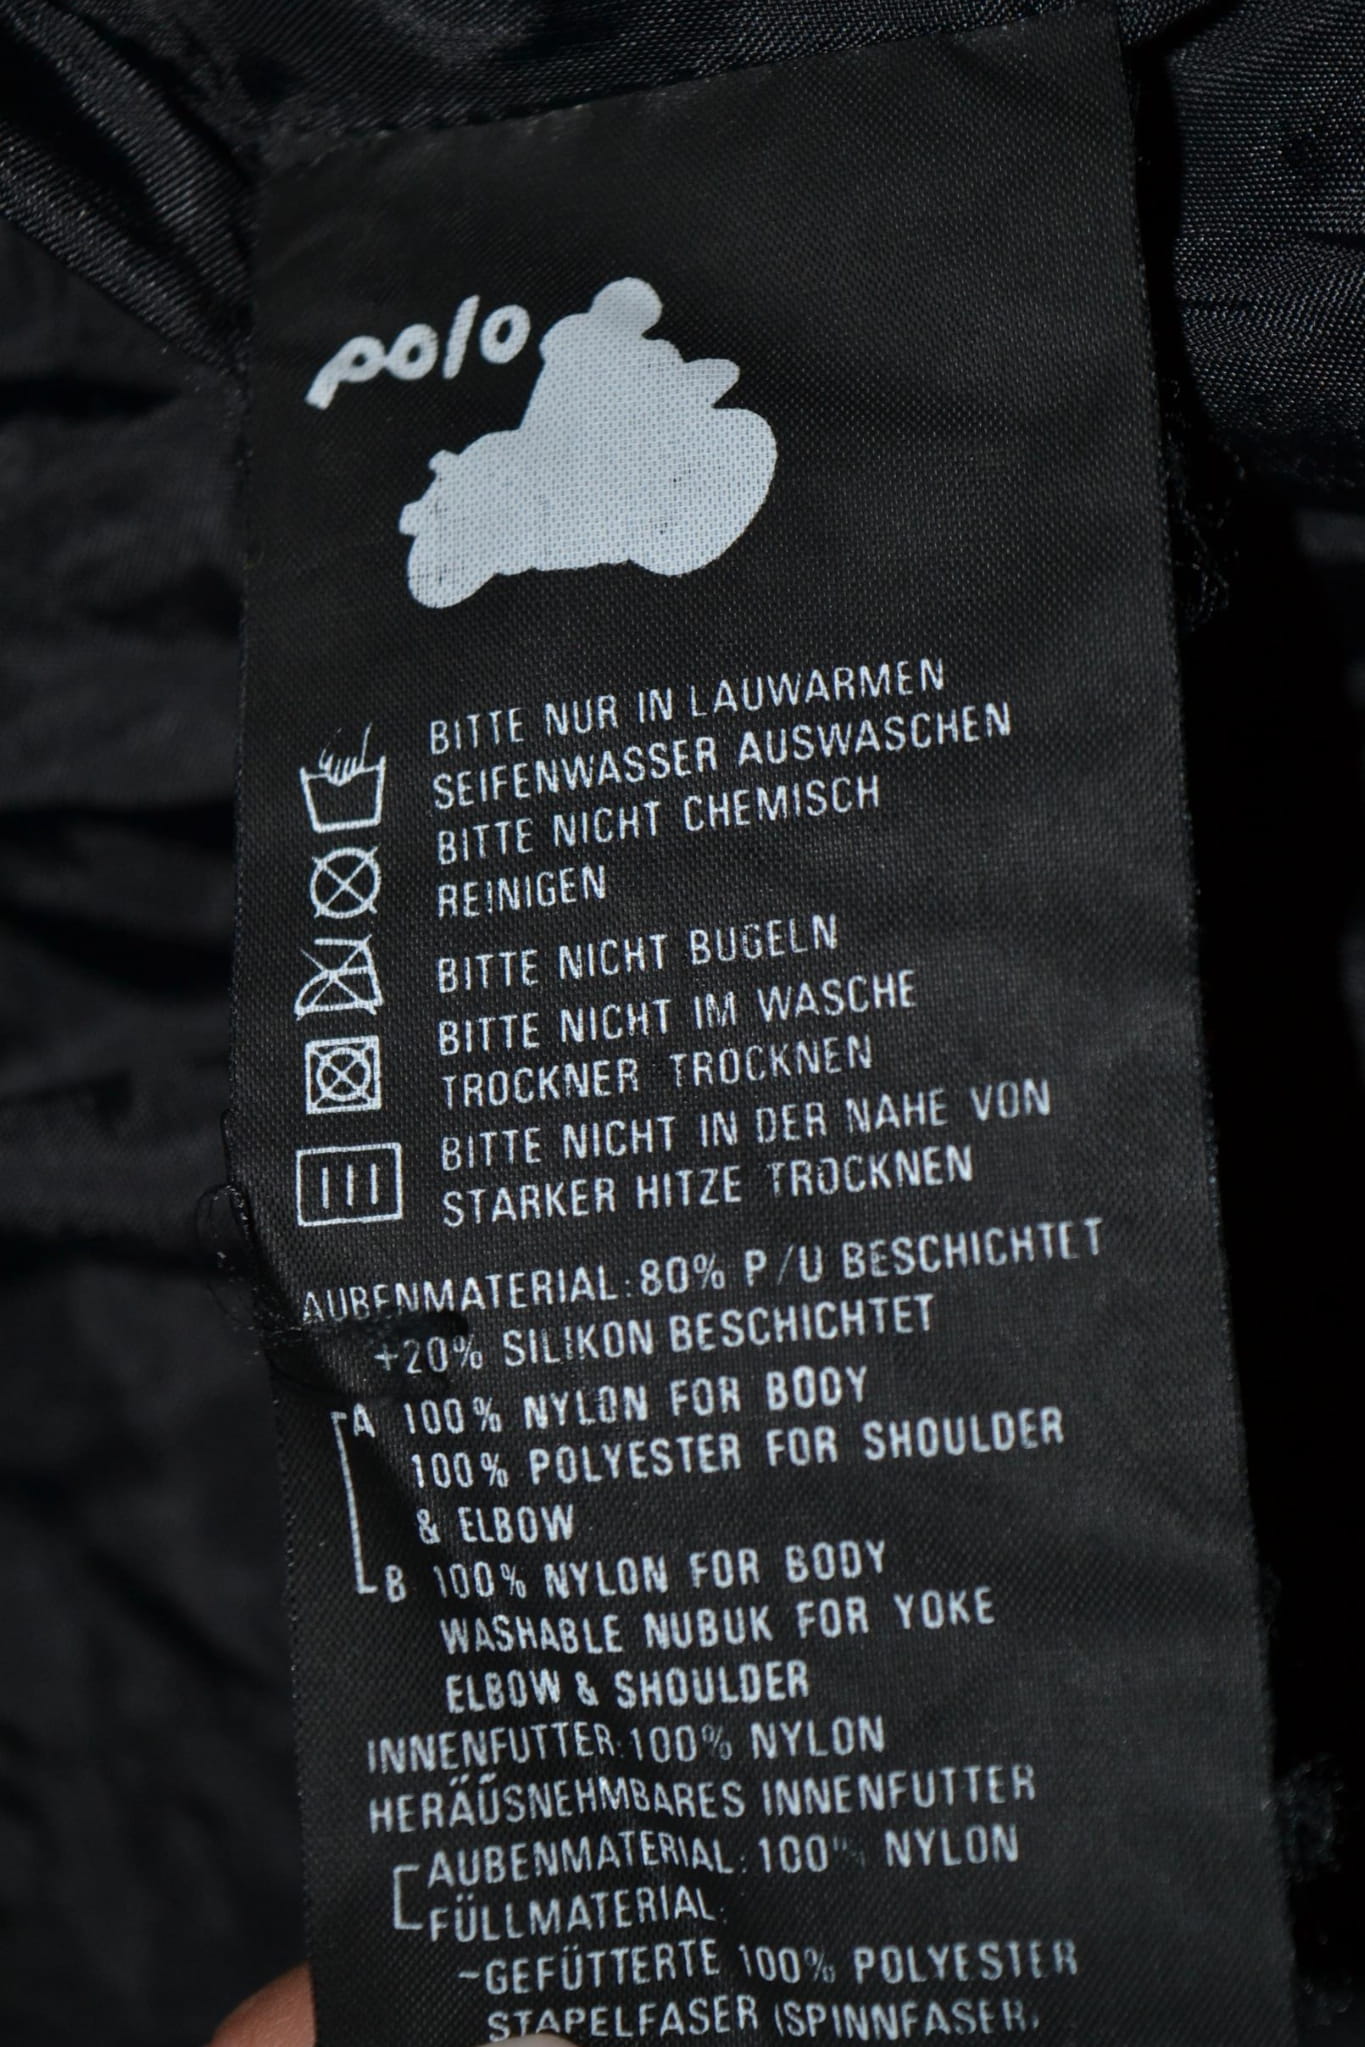 polo
BITTE NUR IN LAUWARMEN
SEIFENWASSER AUSWASCHEN
BITTE NICHT CHEMISCH
REINIGEN
BITTE NICHT BUGELN
BITTE NICHT IM WASCHE
TROCKNER TROCKNEN
BITTE NICHT IN DER NAHE VON
STARKER HITZE TROCKNEN
AUBENMATERIAL:80% P/U BESCHICHTET
+20% SILIKON BESCHICHTET
A 100% NYLON FOR BODY
100% POLYESTER FOR SHOULDER
& ELBOW
B 100% NYLON FOR BODY
WASHABLE NUBUK FOR YOKE
ELBOW & SHOULDER
INNENFUTTER:100% NYLON
HERÄÜSNEHMBARES INNENFUTTER
AUBENMATERIAL:100% NYLON
FÜLLMATERIAL:
-GEFÜTTERTE 100% POLYESTER
STAPELFASER (SPINNFASER)